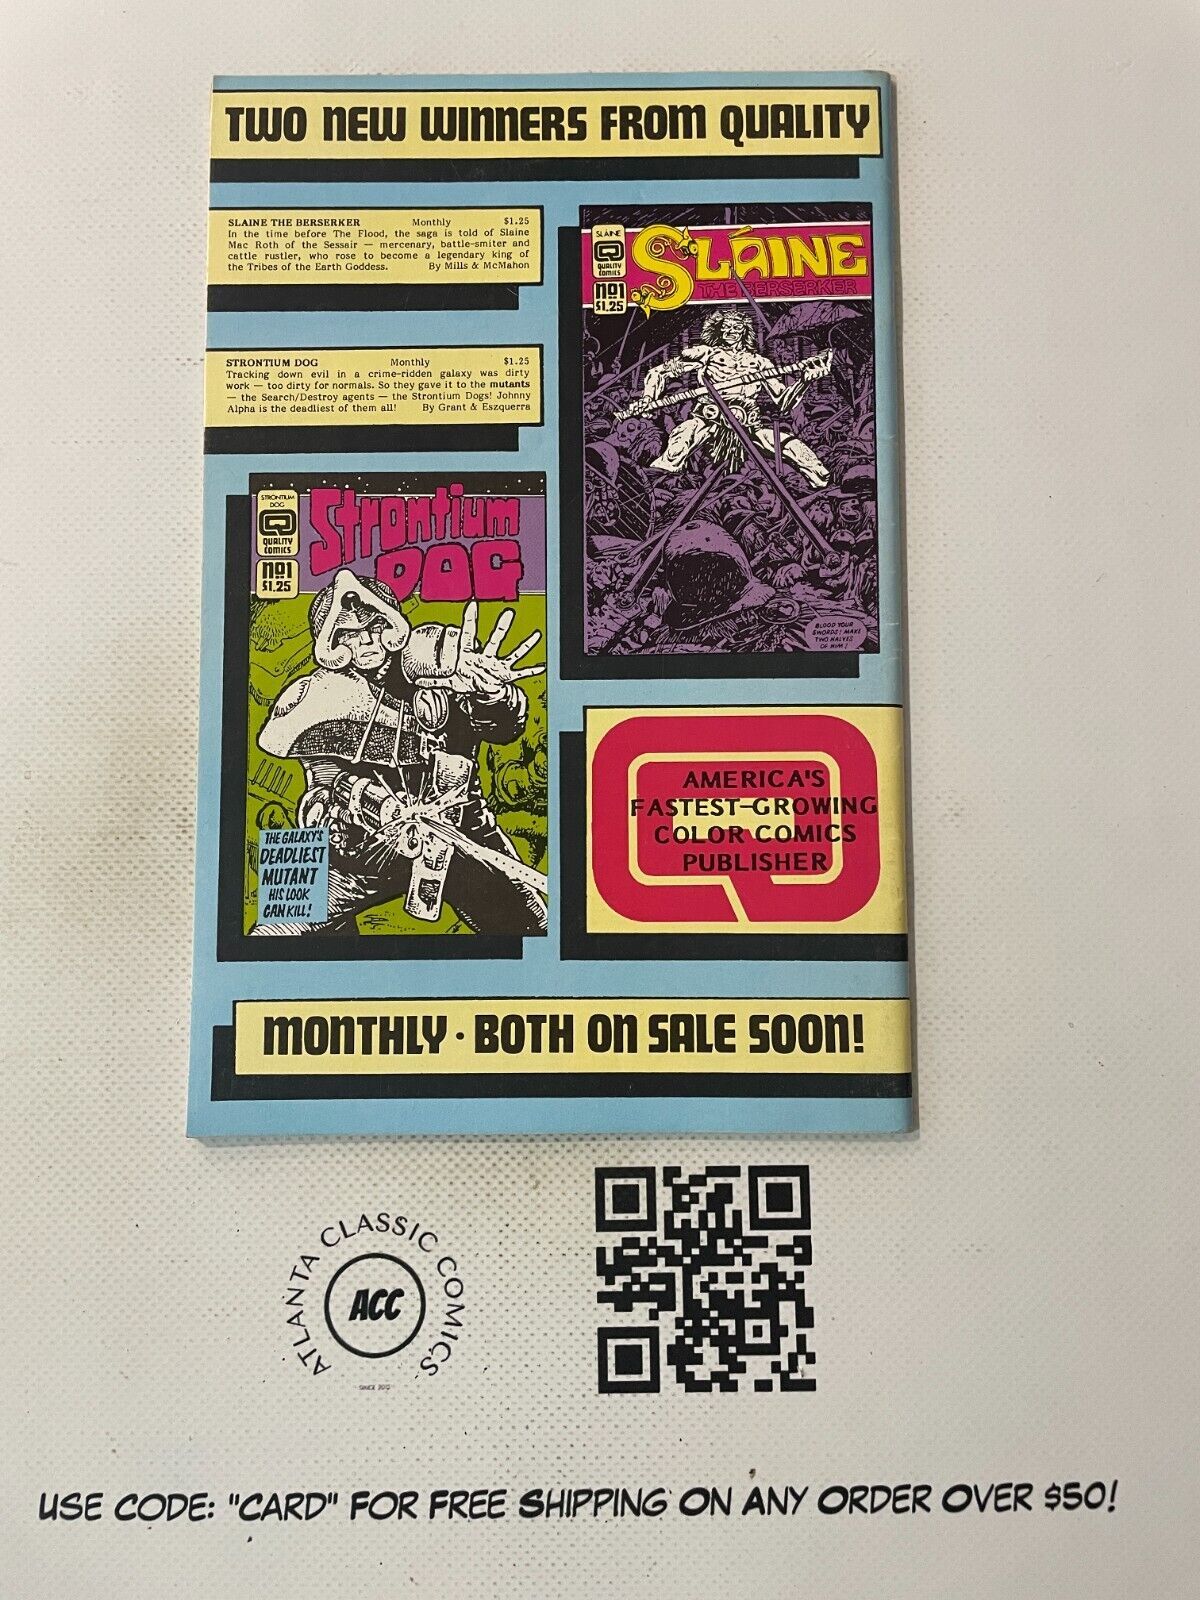 TWO NEW WINNERS FROM QUALITY
SLAINE THE BERSERKER Monthly $1.25
In the time before The Flood, the saga is told of Slaine
Mac Roth of the Sessair — mercenary, battle-smiter and
cattle rustler, who rose to become a legendary king of
the Tribes of the Earth Goddess. By Mills & McMahon
STRONTIUM DOG Monthly $1.25
Tracking down evil in a crime-ridden galaxy was dirty
work — too dirty for normals. So they gave it to the mutants
— the Search/Destroy agents — the Strontium Dogs! Johnny
Alpha is the deadliest of them all! By Grant & Eszquerra
SLÁINE
Q
QUALITY
COMICS
No1
$1.25
SLÁINE
THE BERSERKER
BLOOD YOUR
SWORDS! MAKE
TWO HALVES
OF HIM!
STRONTIUM
DOG
Q
QUALITY
COMICS
No1
$1.25
Strontium
DOG
THE GALAXY'S
DEADLIEST
MUTANT
HIS LOOK
CAN KILL!
AMERICA'S
FASTEST-GROWING
COLOR COMICS
PUBLISHER
MONTHLY · BOTH ON SALE SOON!
ATLANTA CLASSIC COMICS
ACC
SINCE 2012
USE CODE: "CARD" FOR FREE SHIPPING ON ANY ORDER OVER $50!